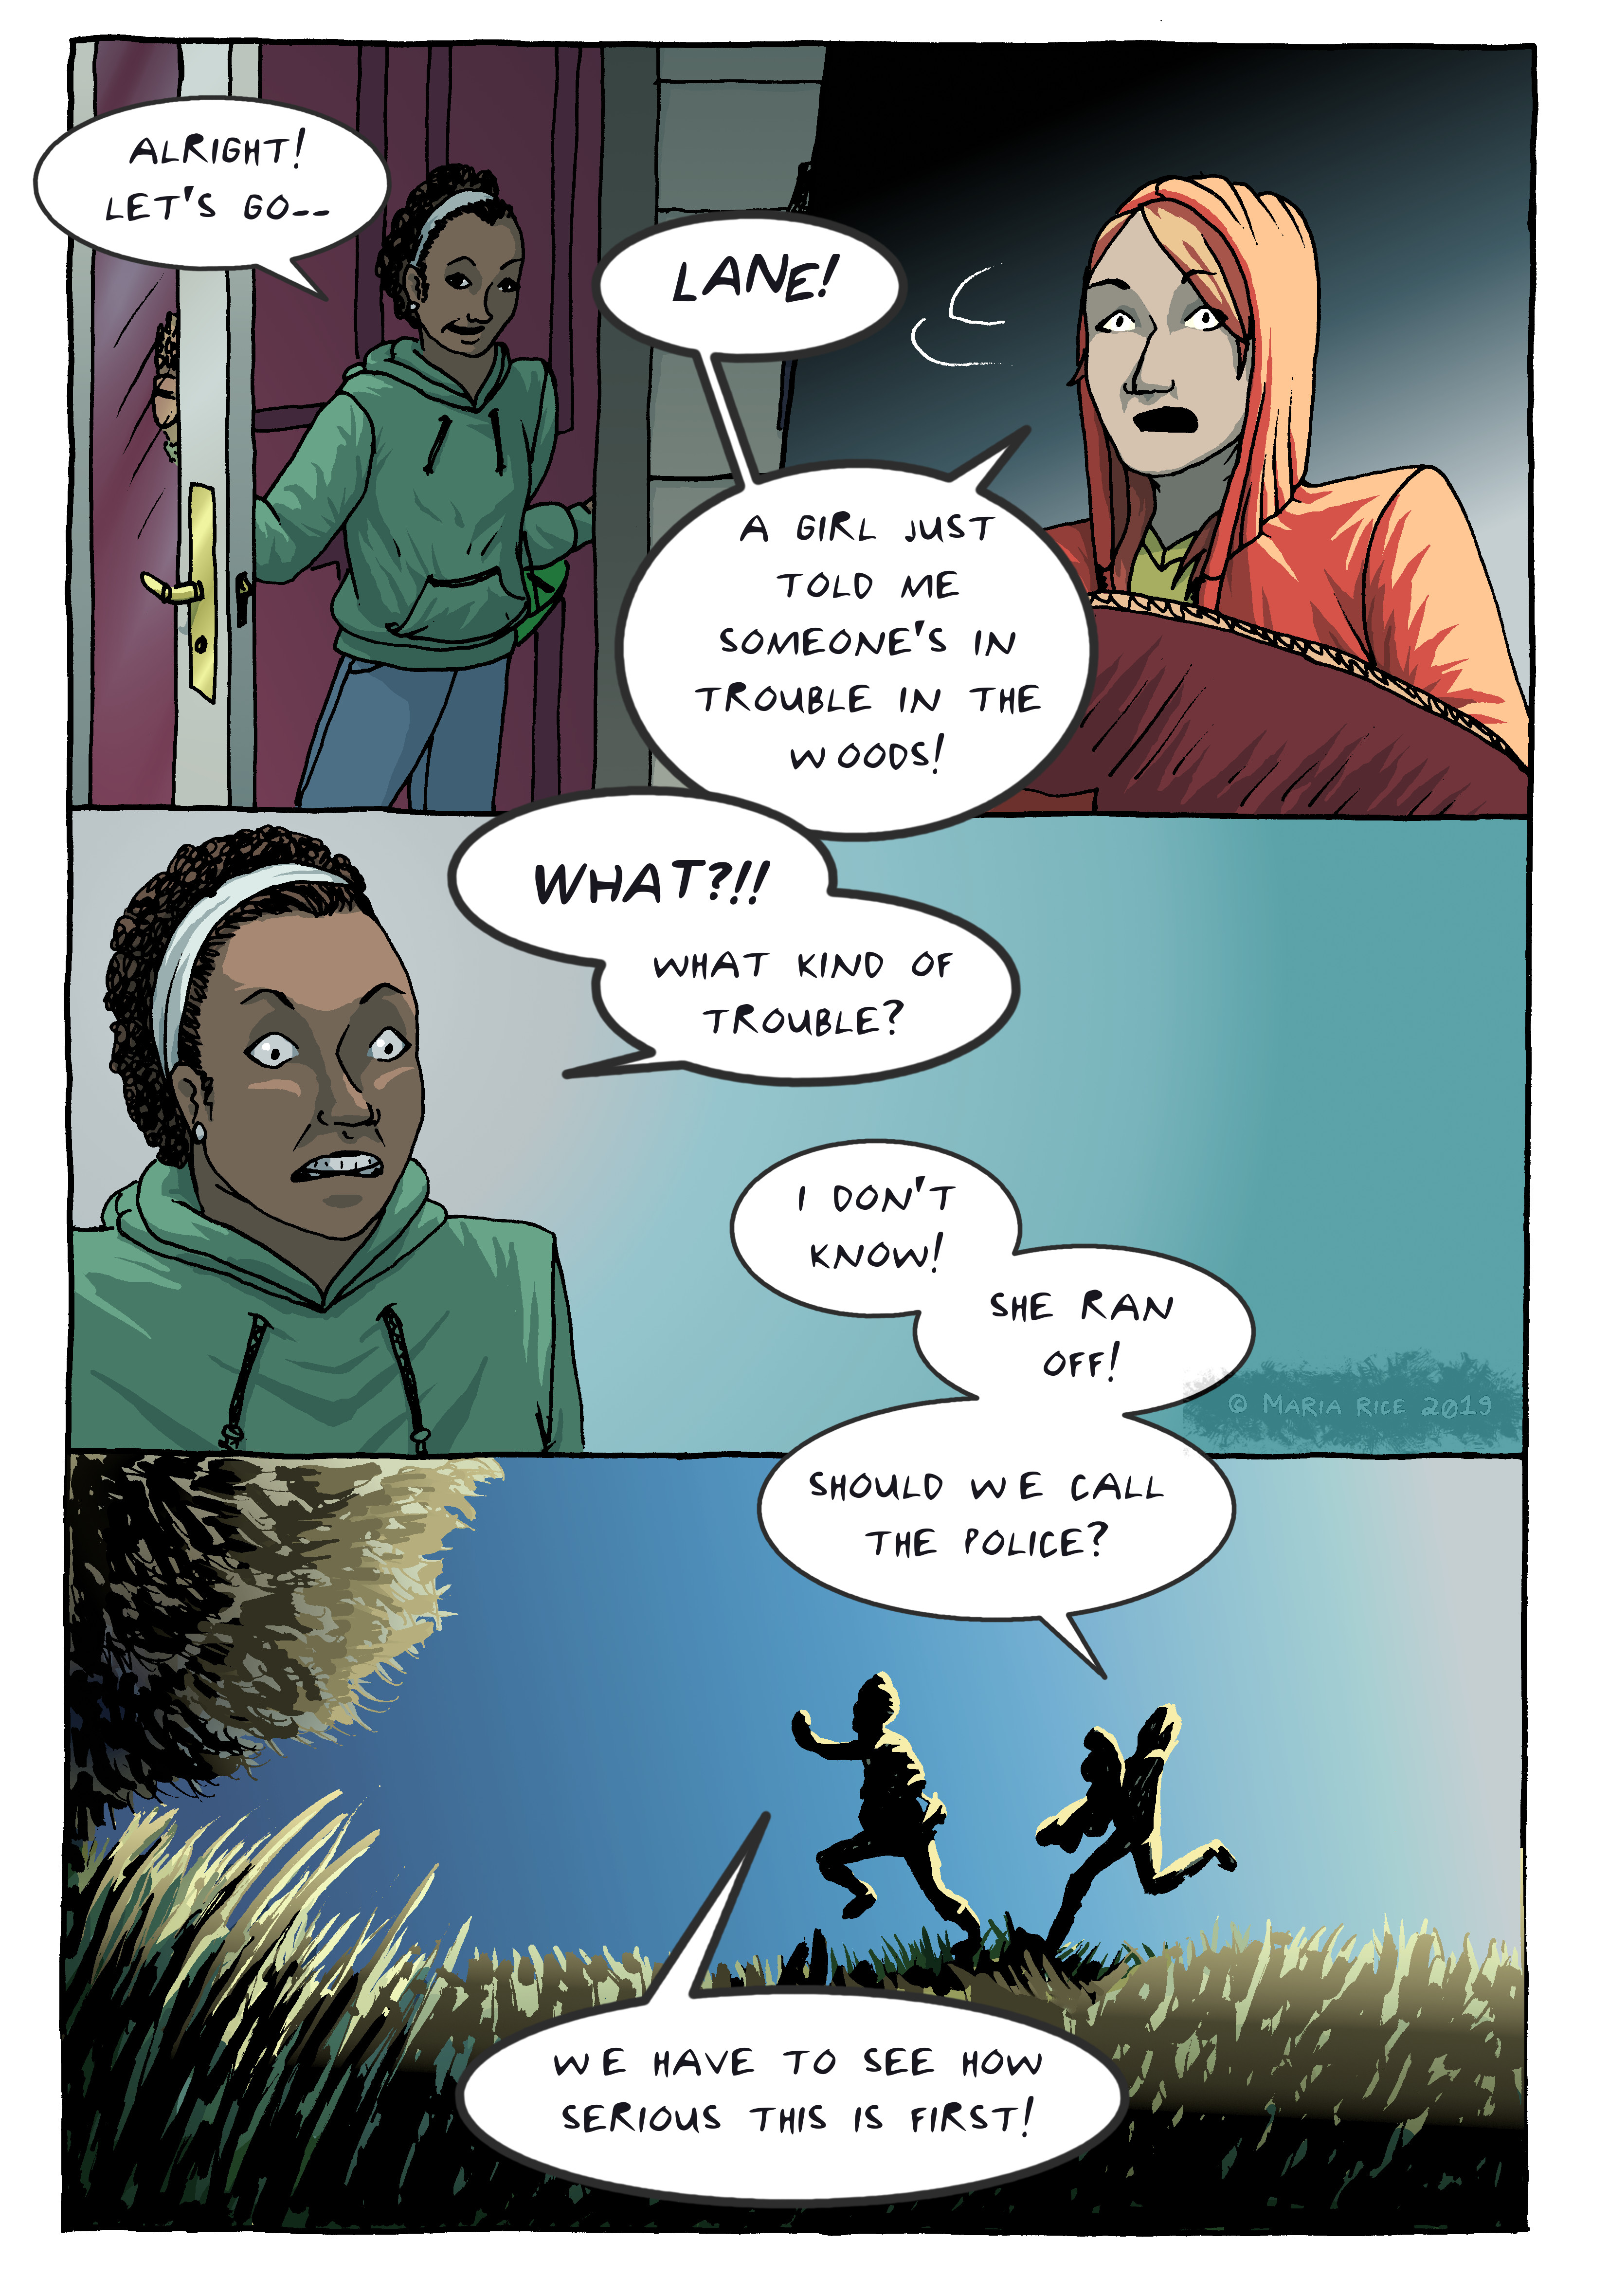 ALRIGHT!
LET'S GO--
LANE!
A GIRL JUST
TOLD ME
SOMEONE'S IN
TROUBLE IN THE
WOODS!
WHAT?!!
WHAT KIND OF
TROUBLE?
I DON'T
KNOW!
SHE RAN
OFF!
SHOULD WE CALL
THE POLICE?
© MARIA RICE 2019
WE HAVE TO SEE HOW
SERIOUS THIS IS FIRST!